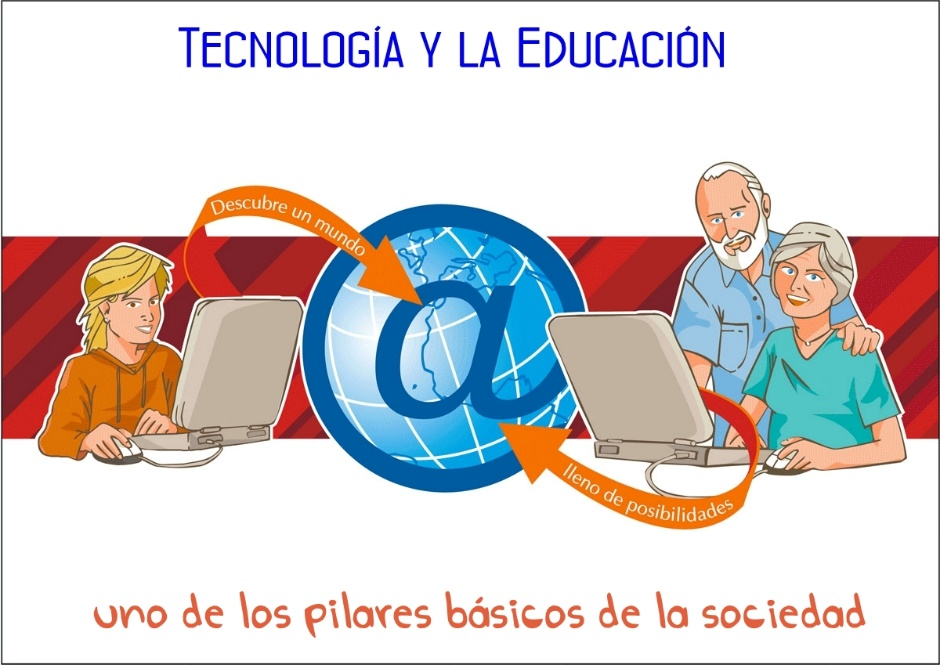 Tecnología y la Educación
Descubre un mundo
@
lleno de posibilidades
uno de los pilares básicos de la sociedad